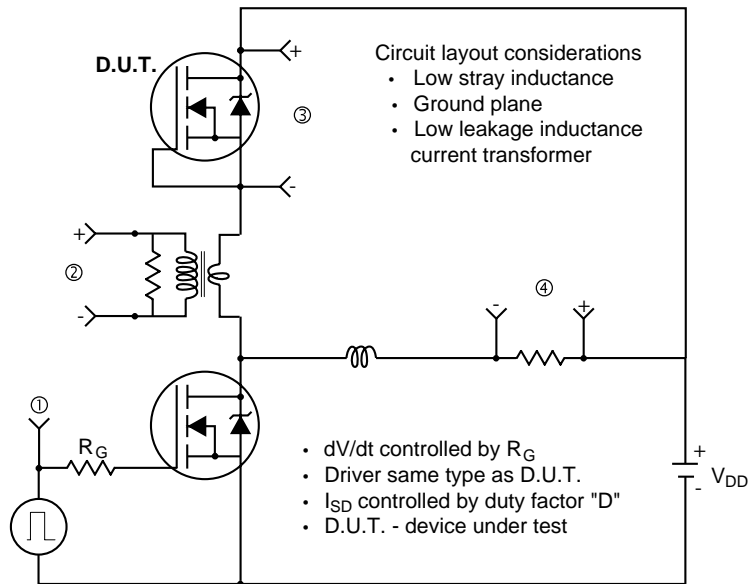 D.U.T.
+
③
-
Circuit layout considerations
• Low stray inductance
• Ground plane
• Low leakage inductance
current transformer
+
②
-
-
④
+
①
R_G
• dV/dt controlled by R_G
• Driver same type as D.U.T.
• I_SD controlled by duty factor "D"
• D.U.T. - device under test
+
V_DD
-